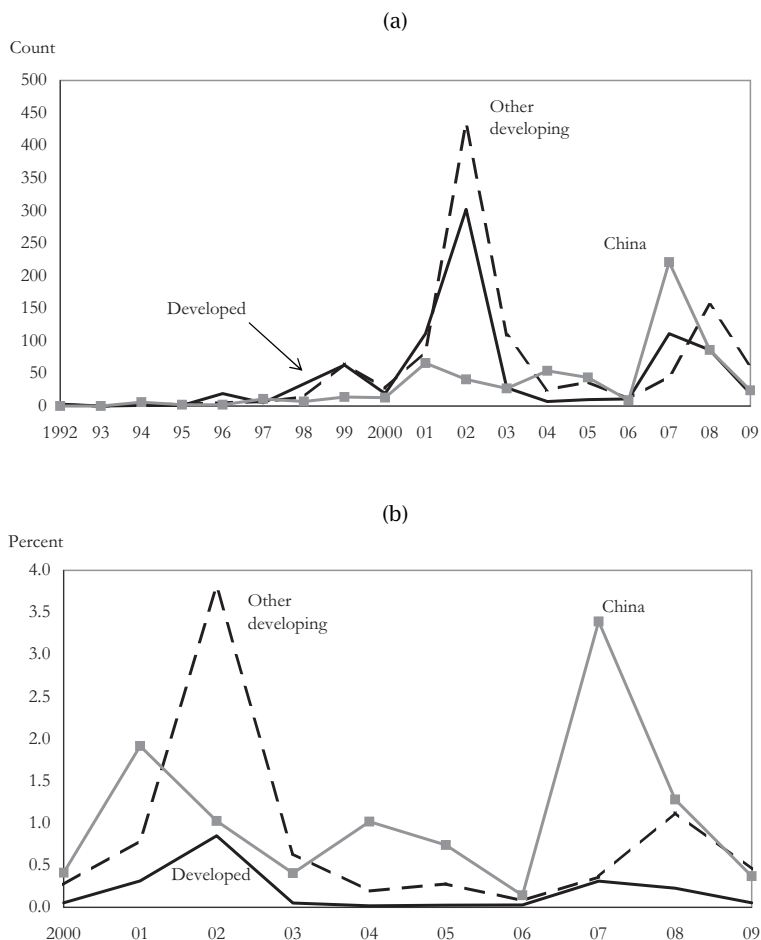 (a)
Count
500
450
400
350
300
250
200
150
100
50
0
Other
developing
China
Developed
1992 93 94 95 96 97 98 99 2000 01 02 03 04 05 06 07 08 09
(b)
Percent
4.0
3.5
3.0
2.5
2.0
1.5
1.0
0.5
0.0
Other
developing
China
Developed
2000 01 02 03 04 05 06 07 08 09